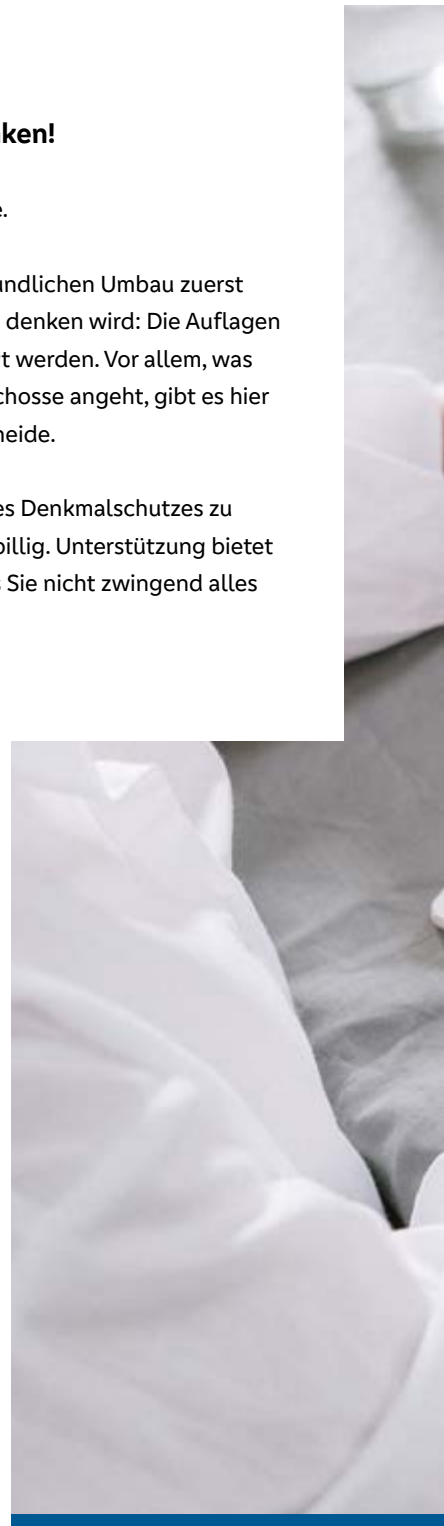 ken!
e.
undlichen Umbau zuerst
denken wird: Die Auflagen
t werden. Vor allem, was
chosse angeht, gibt es hier
neide.
es Denkmalschutzes zu
billig. Unterstützung bietet
s Sie nicht zwingend alles